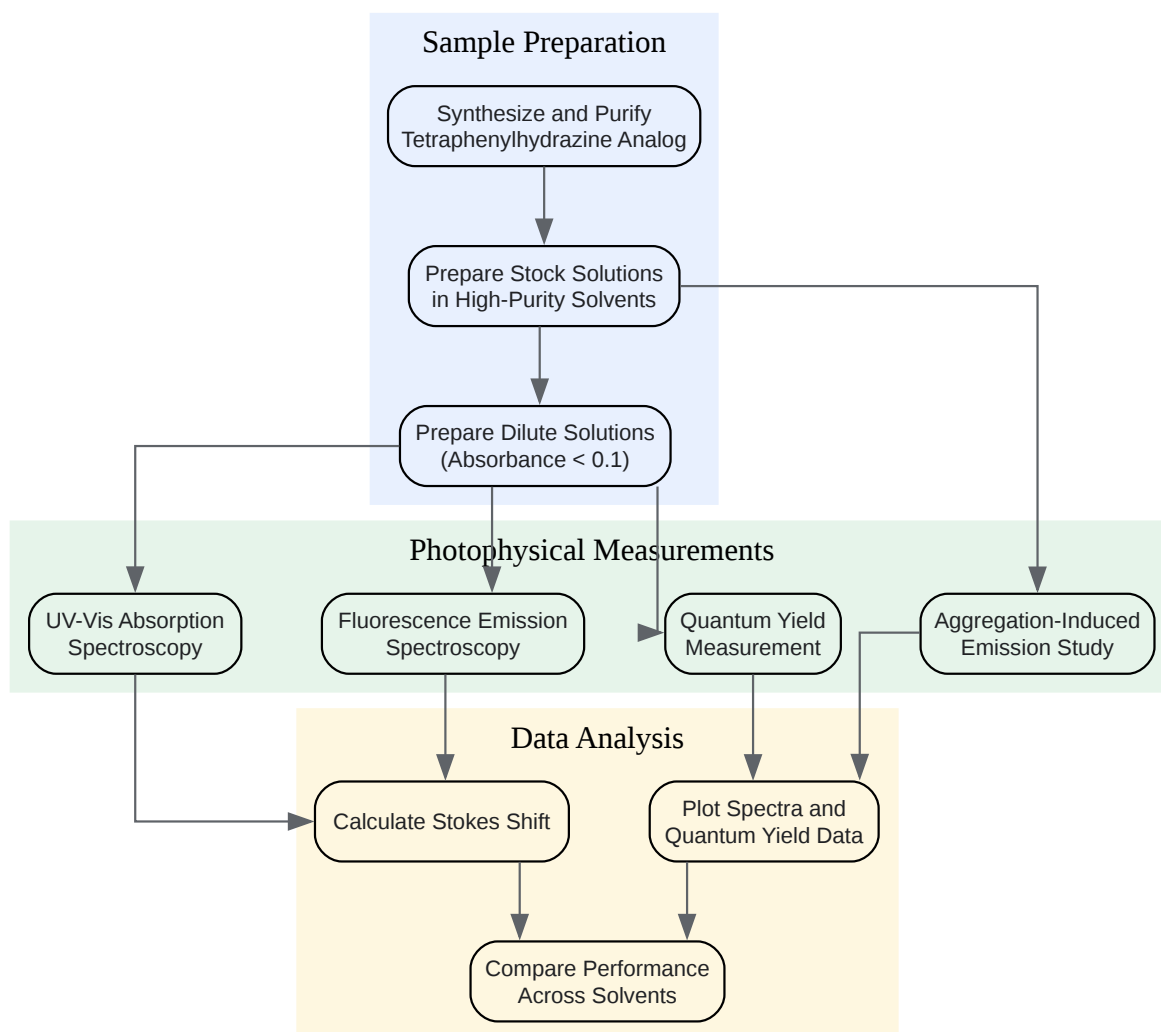 Sample Preparation
Synthesize and Purify
Tetraphenylhydrazine Analog
Prepare Stock Solutions
in High-Purity Solvents
Prepare Dilute Solutions
(Absorbance < 0.1)
Photophysical Measurements
UV-Vis Absorption
Spectroscopy
Fluorescence Emission
Spectroscopy
Quantum Yield
Measurement
Aggregation-Induced
Emission Study
Data Analysis
Calculate Stokes Shift
Plot Spectra and
Quantum Yield Data
Compare Performance
Across Solvents